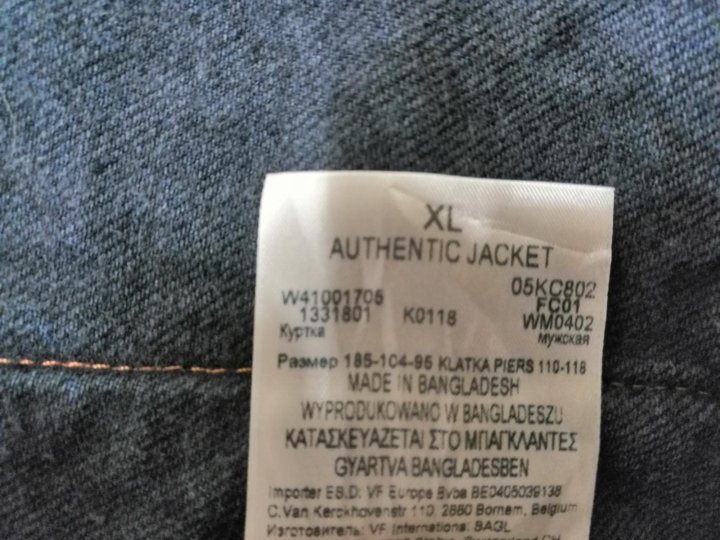 XL
AUTHENTIC JACKET
05KC802
W41001705 FC01
1331801 K0118 WM0402
Куртка мужская
Размер 185-104-96 KLATKA PIERS 110-118
MADE IN BANGLADESH
WYPRODUKOWANO W BANGLADESZU
ΚΑΤΑΣΚΕΥΑΖΕΤΑΙ ΣΤΟ ΜΠΑΓΚΛΑΝΤΕΣ
GYARTVA BANGLADESBEN
Importer ES.D: VF Europe Bvba BE0405039138
C.Van Kerckhovenstr 110, 2880 Bornem, Belgium
Изготовитель: VF International SAGL